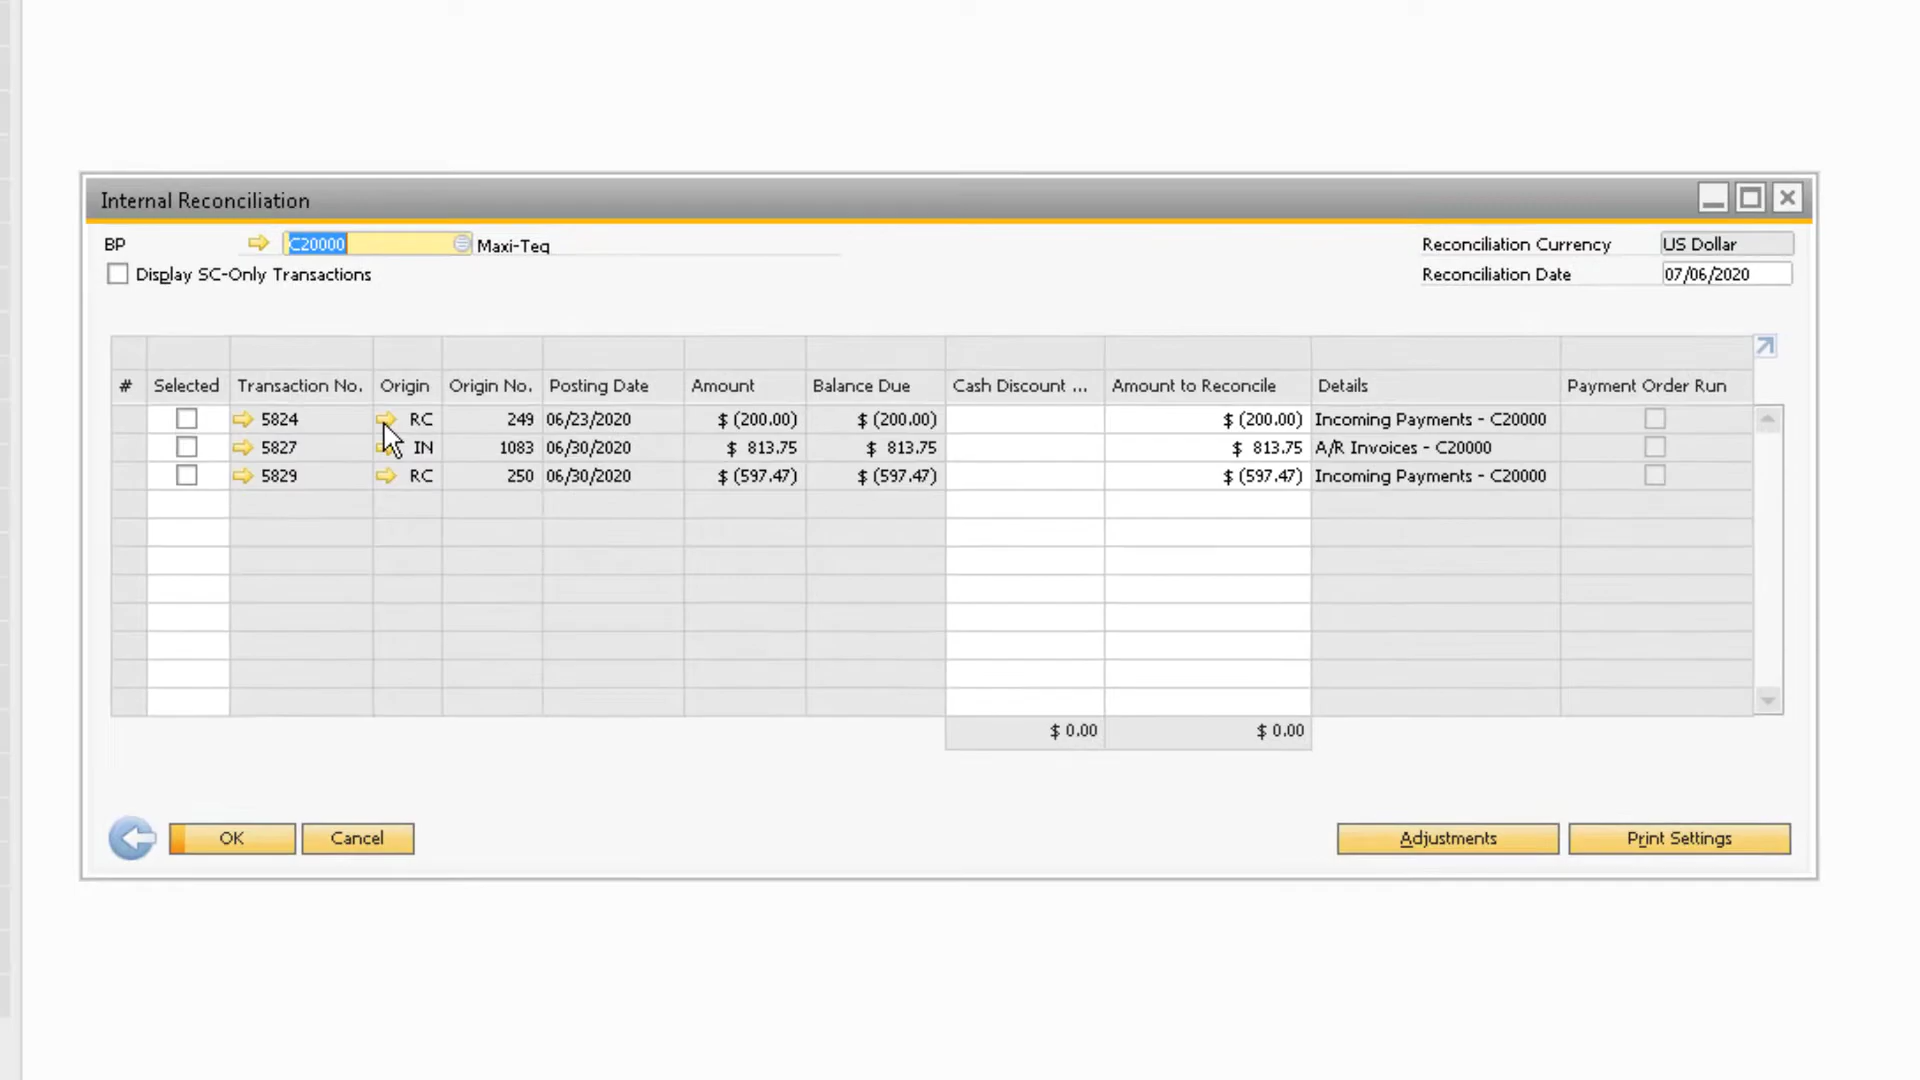 Internal Reconciliation
BP C20000 Maxi-Teq Reconciliation Currency US Dollar
Display SC-Only Transactions Reconciliation Date 07/06/2020
# Selected Transaction No. Origin Origin No. Posting Date Amount Balance Due Cash Discount ... Amount to Reconcile Details Payment Order Run
5824 RC 249 06/23/2020 $ (200.00) $ (200.00) $ (200.00) Incoming Payments - C20000
5827 IN 1083 06/30/2020 $ 813.75 $ 813.75 $ 813.75 A/R Invoices - C20000
5829 RC 250 06/30/2020 $ (597.47) $ (597.47) $ (597.47) Incoming Payments - C20000
$ 0.00 $ 0.00
OK Cancel Adjustments Print Settings